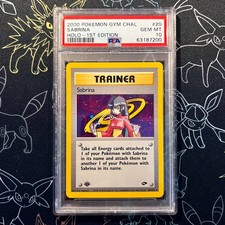 2000 POKEMON GYM CHAL. #20
SABRINA GEM MT
HOLO - 1ST EDITION 10
PSA 63187200
TRAINER
Sabrina
Take all Energy cards attached to
1 of your Pokémon with Sabrina
in its name and attach them to
another 1 of your Pokémon with
Sabrina in its name.